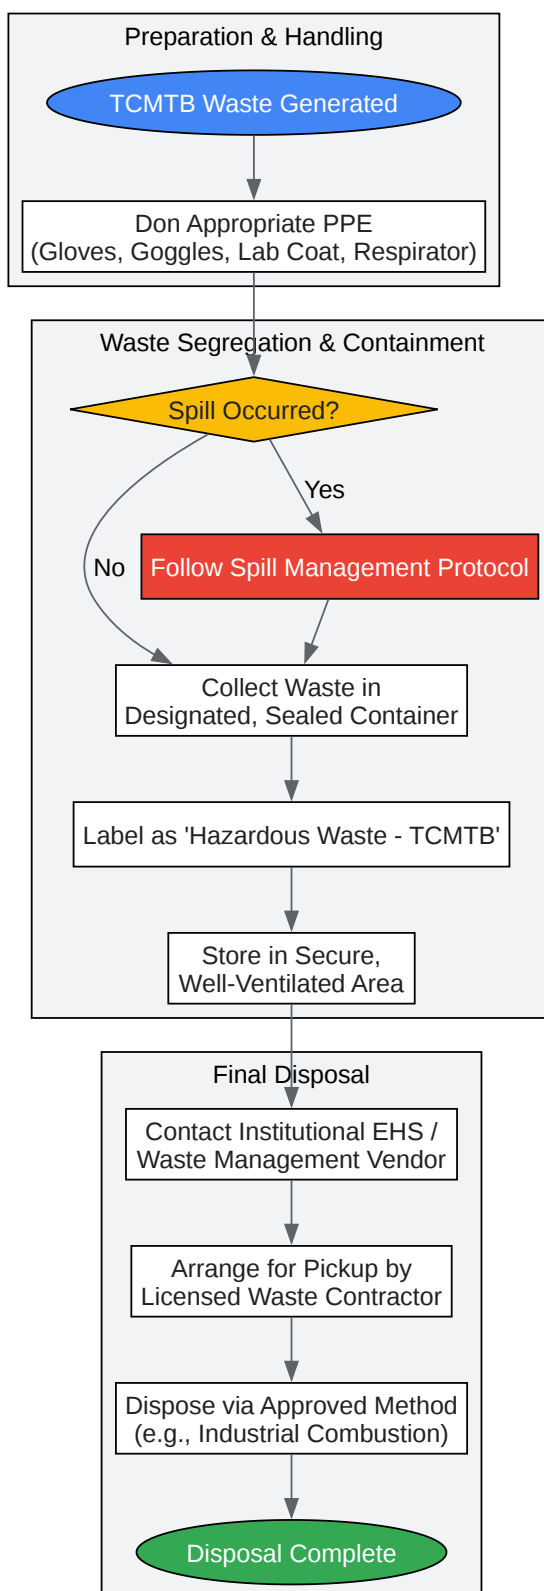 Preparation & Handling
TCMTB Waste Generated
Don Appropriate PPE
(Gloves, Goggles, Lab Coat, Respirator)
Waste Segregation & Containment
Spill Occurred?
Yes
No
Follow Spill Management Protocol
Collect Waste in
Designated, Sealed Container
Label as 'Hazardous Waste - TCMTB'
Store in Secure,
Well-Ventilated Area
Final Disposal
Contact Institutional EHS /
Waste Management Vendor
Arrange for Pickup by
Licensed Waste Contractor
Dispose via Approved Method
(e.g., Industrial Combustion)
Disposal Complete